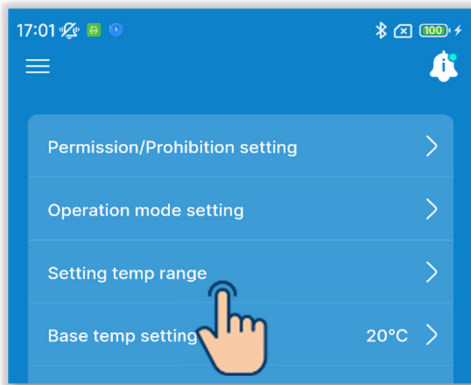 17:01 100
Permission/Prohibition setting
Operation mode setting
Setting temp range
Base temp setting 20°C